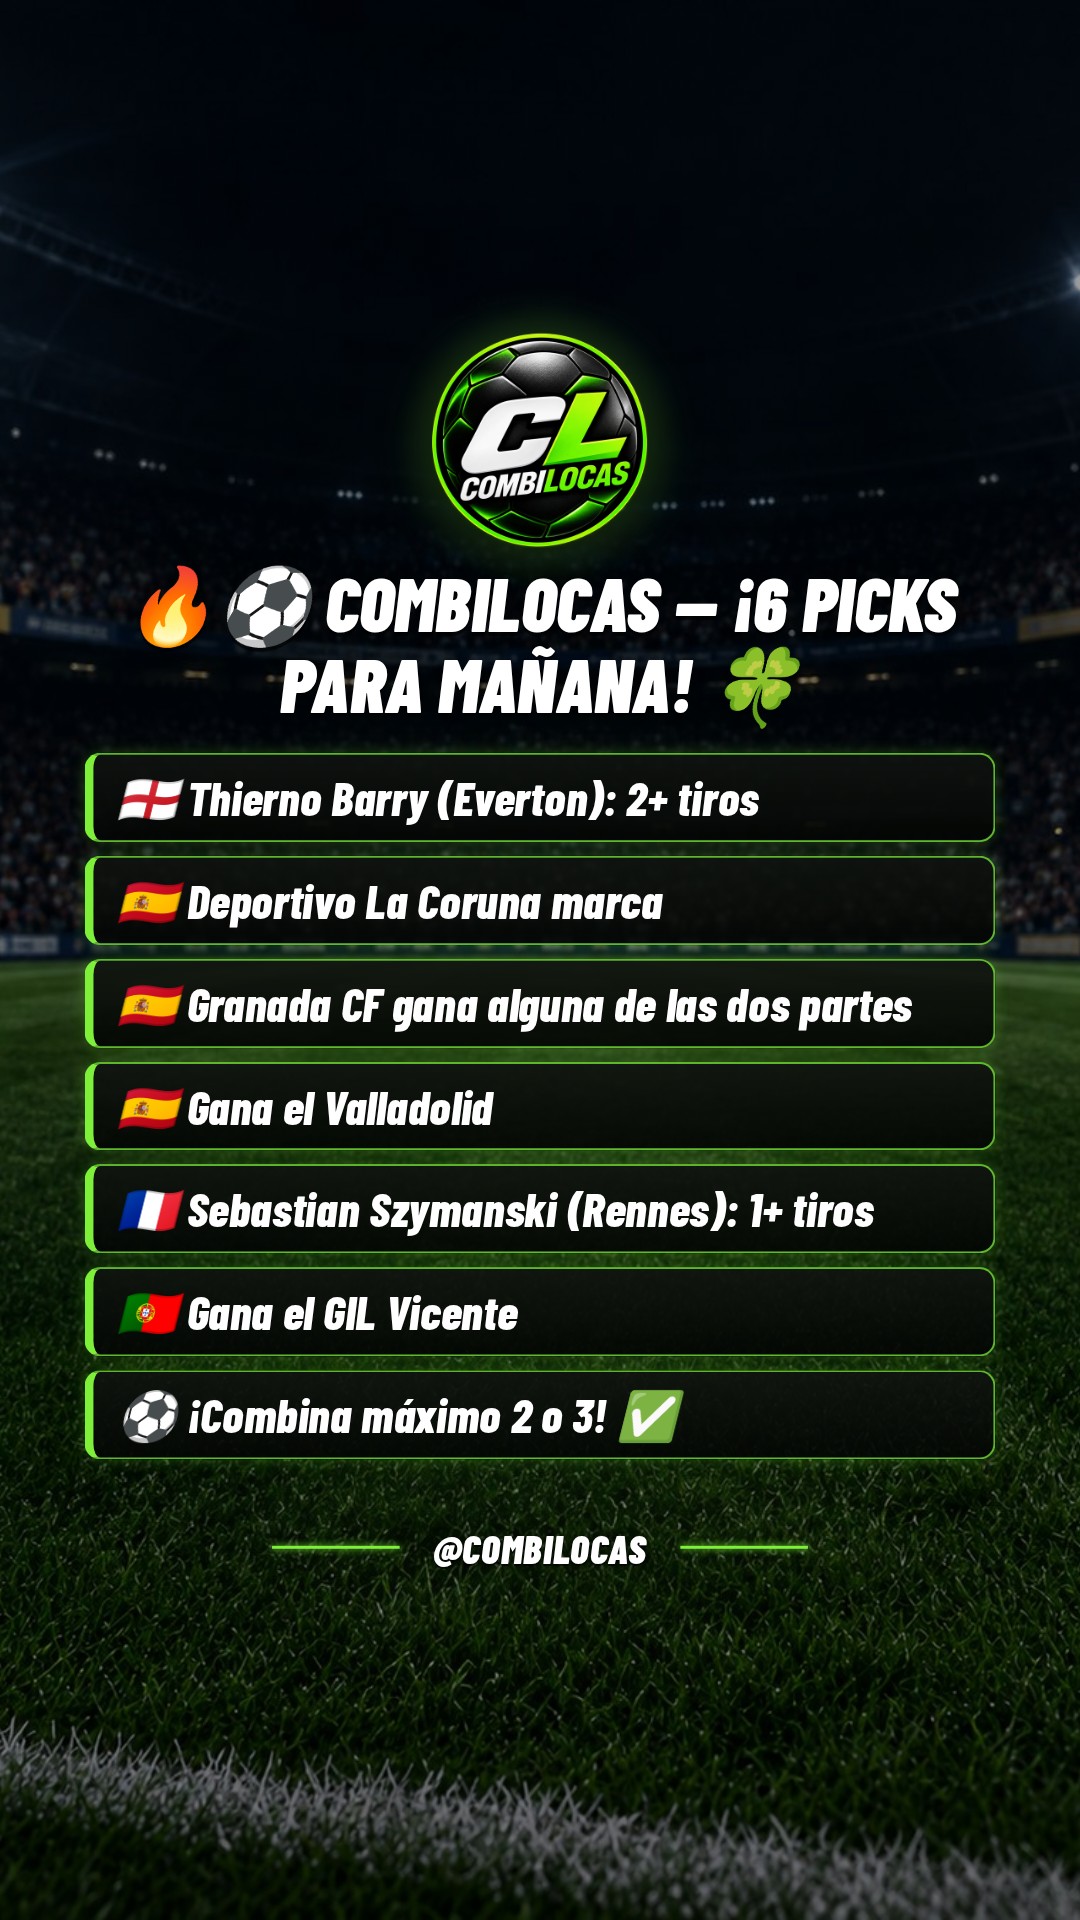 CL
COMBILOCAS
🔥⚽ COMBILOCAS – ¡6 PICKS
PARA MAÑANA! 🍀
🏴󠁧󠁢󠁥󠁮󠁧󠁿 Thierno Barry (Everton): 2+ tiros
🇪🇸 Deportivo La Coruna marca
🇪🇸 Granada CF gana alguna de las dos partes
🇪🇸 Gana el Valladolid
🇫🇷 Sebastian Szymanski (Rennes): 1+ tiros
🇵🇹 Gana el GIL Vicente
⚽ ¡Combina máximo 2 o 3! ✅
@COMBILOCAS